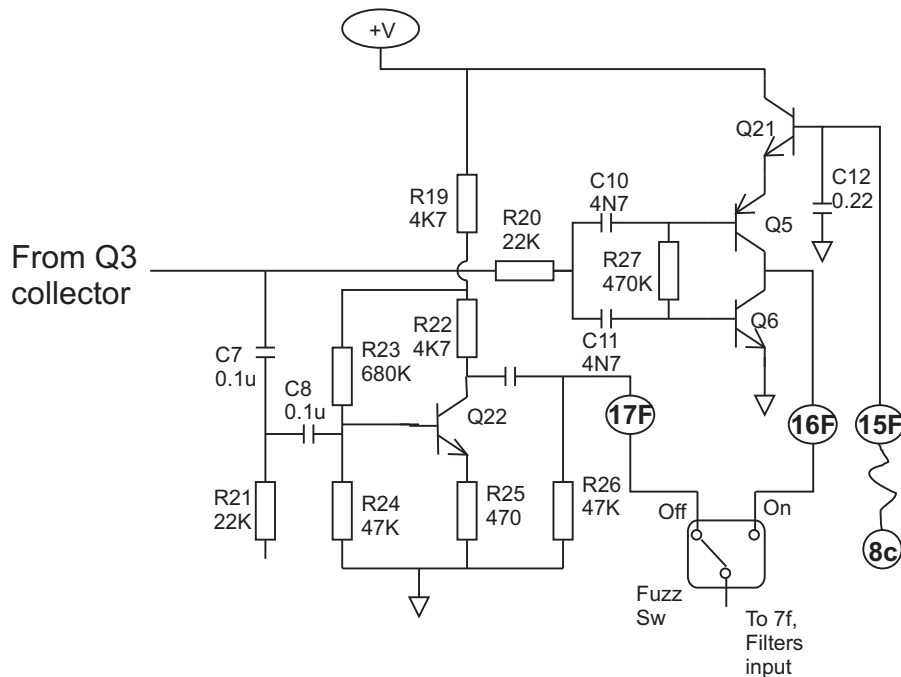 +V
Q21
C12
0.22
C10
4N7
R19
4K7
R20
22K
Q5
From Q3
collector
R27
470K
R22
4K7
Q6
C11
4N7
C7
0.1u
R23
680K
C8
0.1u
Q22
17F
16F
15F
R21
22K
R24
47K
R25
470
R26
47K
Off
On
8c
Fuzz
Sw
To 7f,
Filters
input